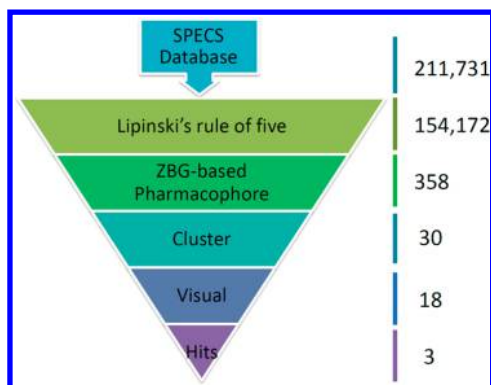 SPECS
Database
211,731
Lipinski's rule of five
154,172
ZBG-based
Pharmacophore
358
Cluster
30
Visual
18
Hits
3